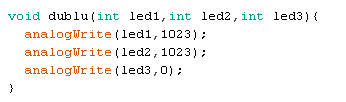 void dublu(int led1,int led2,int led3){
  analogWrite(led1,1023);
  analogWrite(led2,1023);
  analogWrite(led3,0);
}